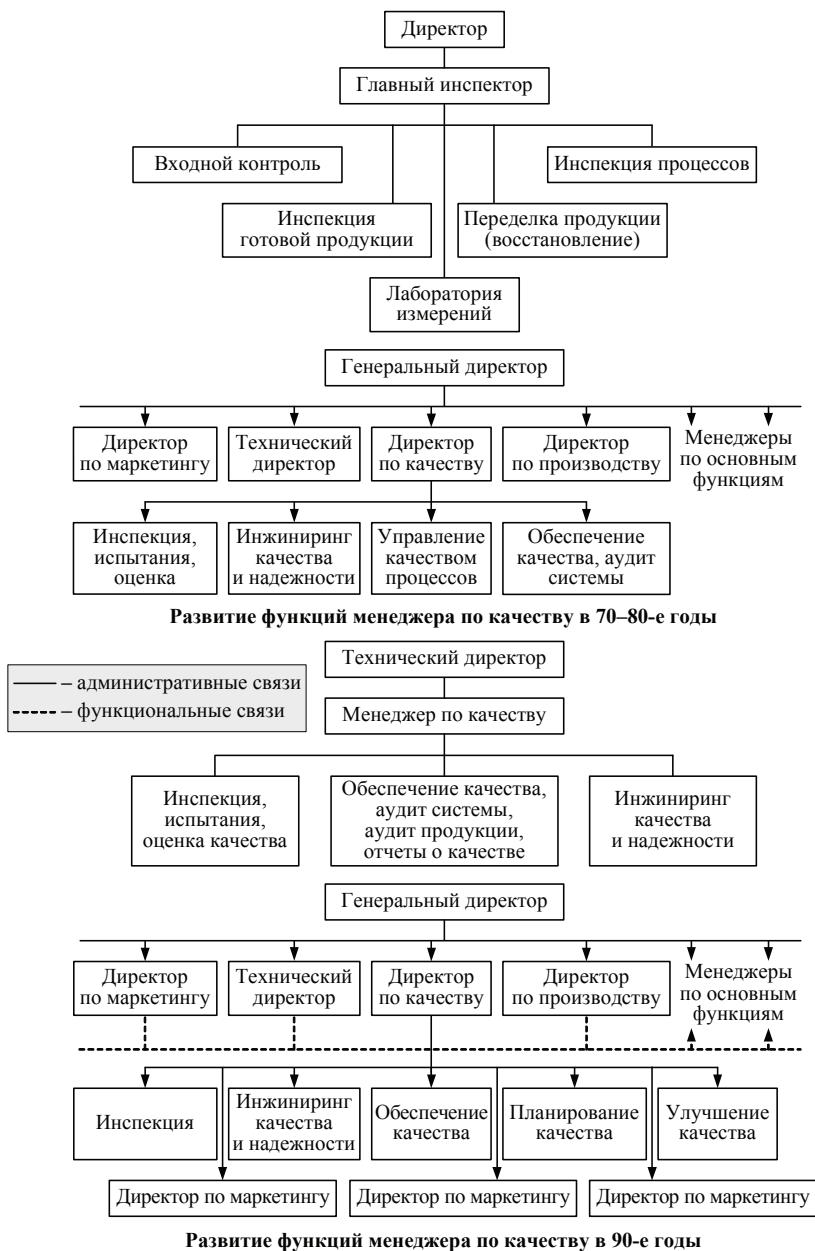 Директор
Главный инспектор
Входной контроль
Инспекция процессов
Инспекция
готовой продукции
Переделка продукции
(восстановление)
Лаборатория
измерений
Генеральный директор
Директор
по маркетингу
Технический
директор
Директор
по качеству
Директор
по производству
Менеджеры
по основным
функциям
Инспекция,
испытания,
оценка
Инжиниринг
качества
и надежности
Управление
качеством
процессов
Обеспечение
качества, аудит
системы
Развитие функций менеджера по качеству в 70–80-е годы
– административные связи
– функциональные связи
Технический директор
Менеджер по качеству
Инспекция,
испытания,
оценка качества
Обеспечение качества,
аудит системы,
аудит продукции,
отчеты о качестве
Инжиниринг
качества
и надежности
Генеральный директор
Директор
по маркетингу
Технический
директор
Директор
по качеству
Директор
по производству
Менеджеры
по основным
функциям
Инспекция
Инжиниринг
качества
и надежности
Обеспечение
качества
Планирование
качества
Улучшение
качества
Директор по маркетингу
Директор по маркетингу
Директор по маркетингу
Развитие функций менеджера по качеству в 90-е годы